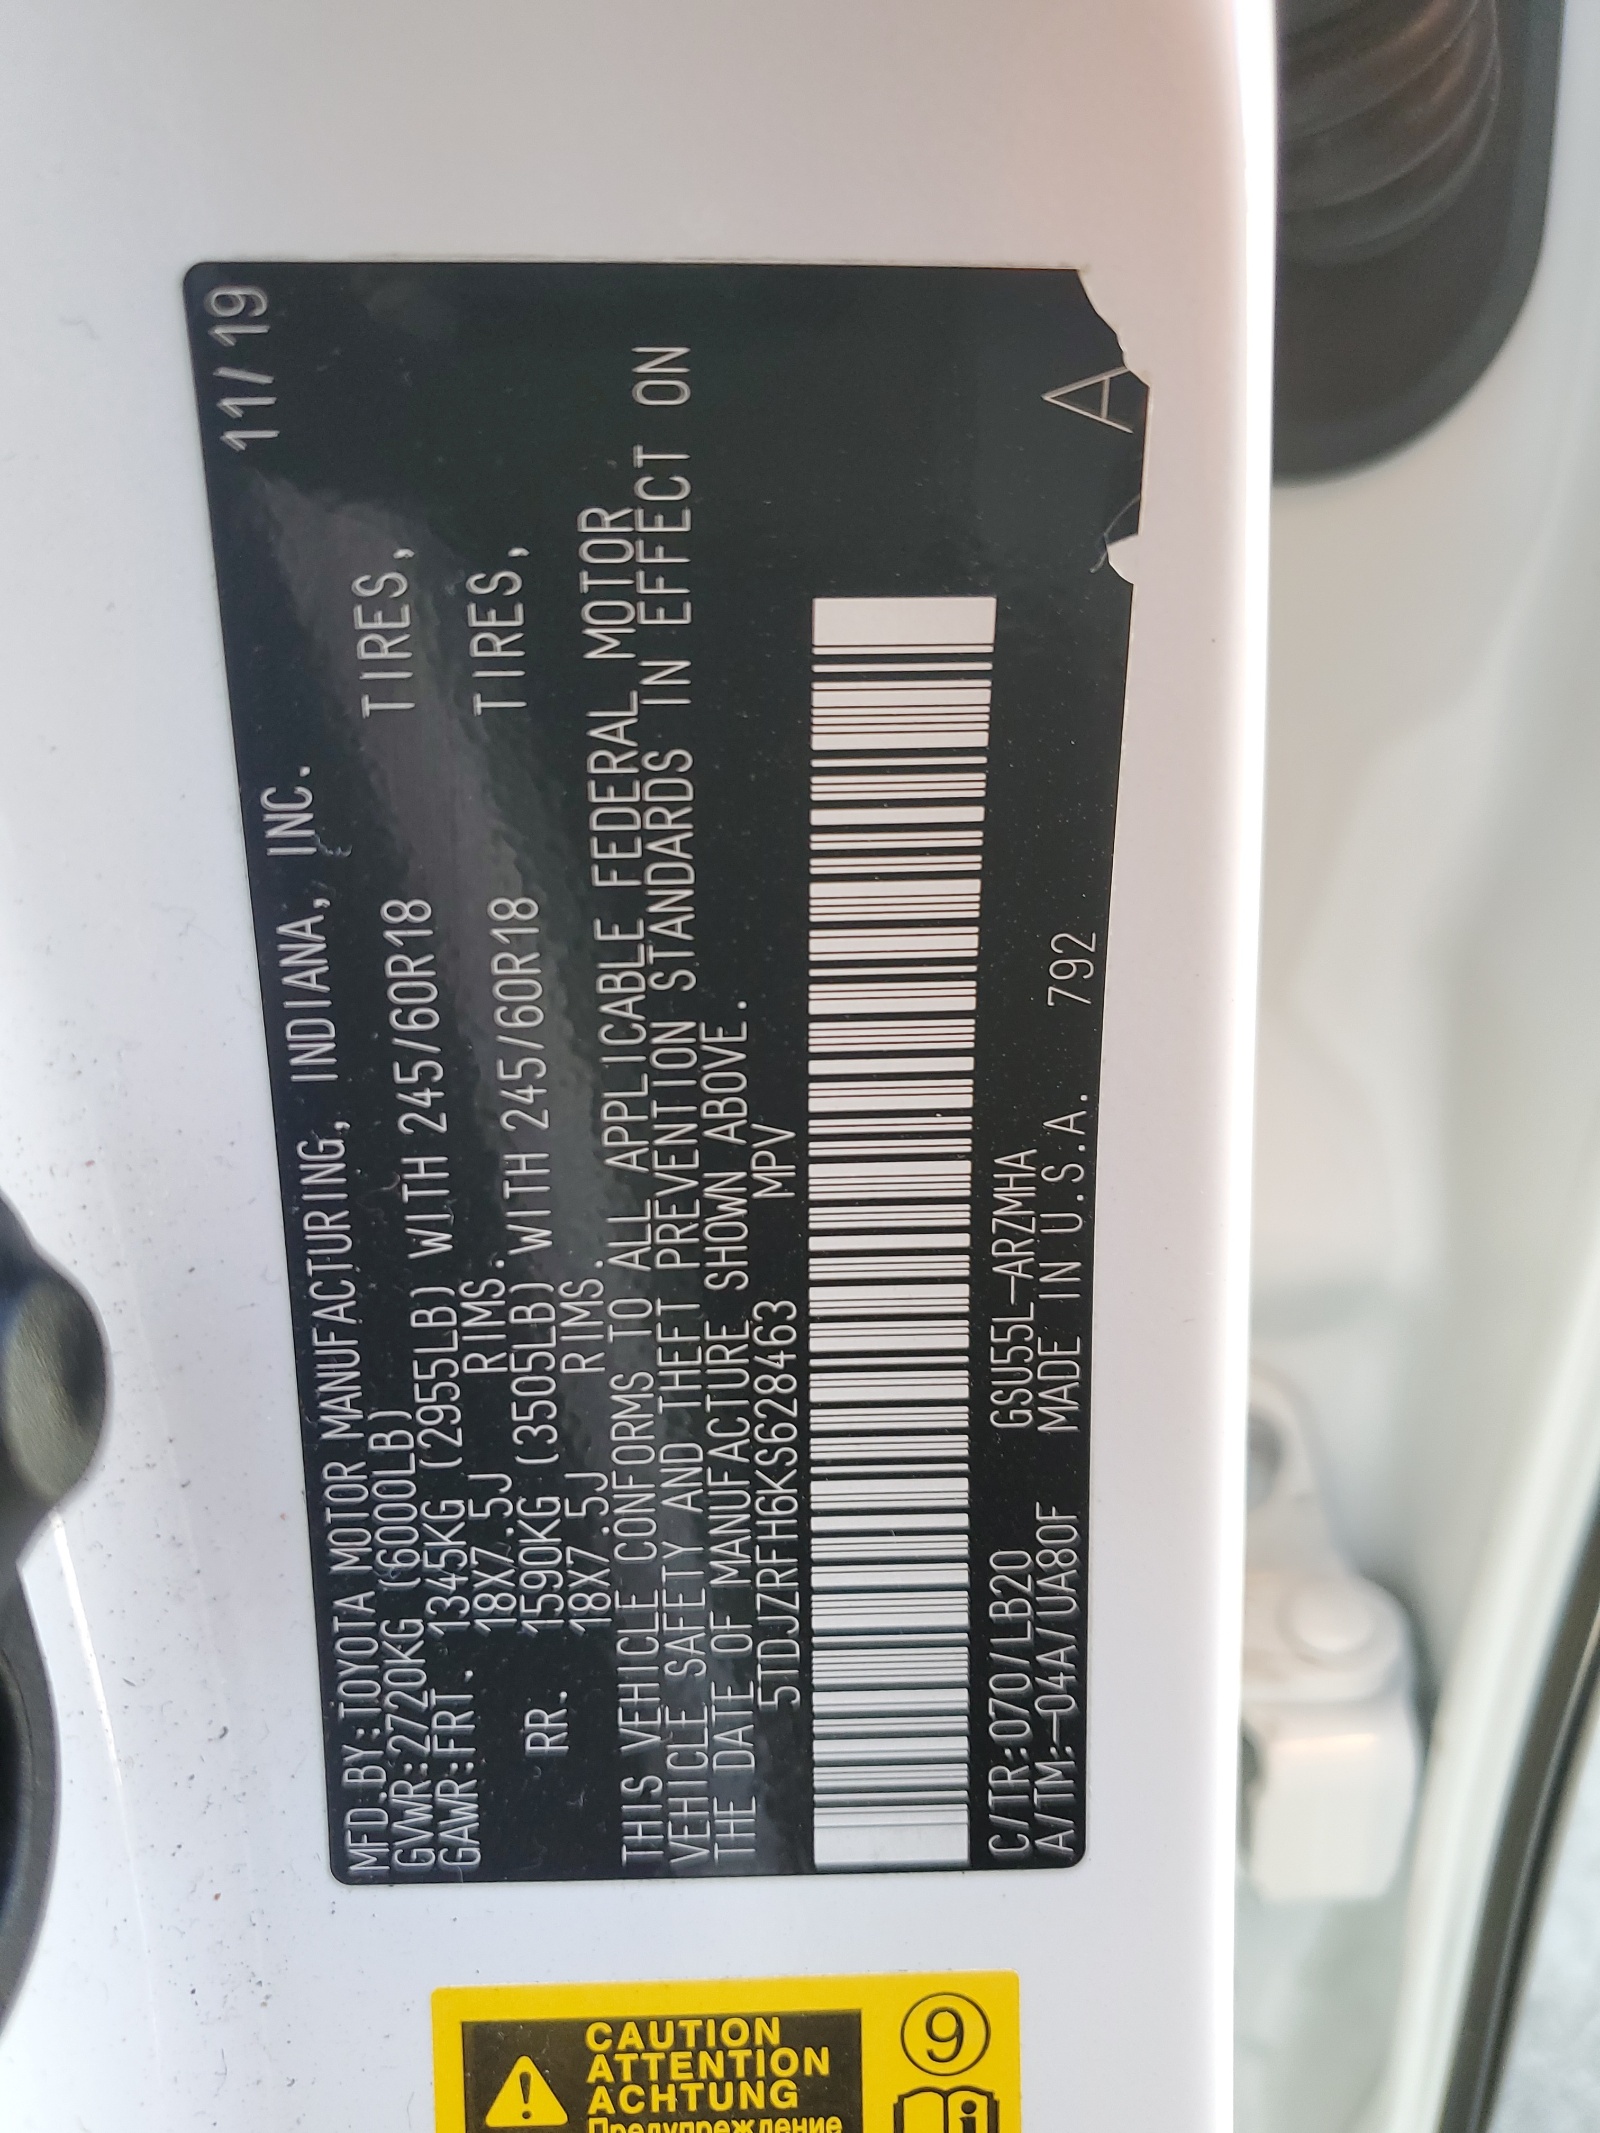 11/19
MFD.BY:TOYOTA MOTOR MANUFACTURING, INDIANA, INC.
GVWR:2720KG (6000LB)
GAWR:FRT. 1345KG (2955LB) WITH 245/60R18 TIRES,
18X7.5J RIMS.
RR. 1590KG (3505LB) WITH 245/60R18 TIRES,
18X7.5J RIMS.
THIS VEHICLE CONFORMS TO ALL APPLICABLE FEDERAL MOTOR
VEHICLE SAFETY AND THEFT PREVENTION STANDARDS IN EFFECT ON
THE DATE OF MANUFACTURE SHOWN ABOVE.
5TDJZRFH6KS628463 MPV
C/TR:070/LB20 GSU55L-ARZMHA
A/TM:-04A/UA80F MADE IN U.S.A. 792
A
CAUTION
ATTENTION
ACHTUNG
Предупреждение
9